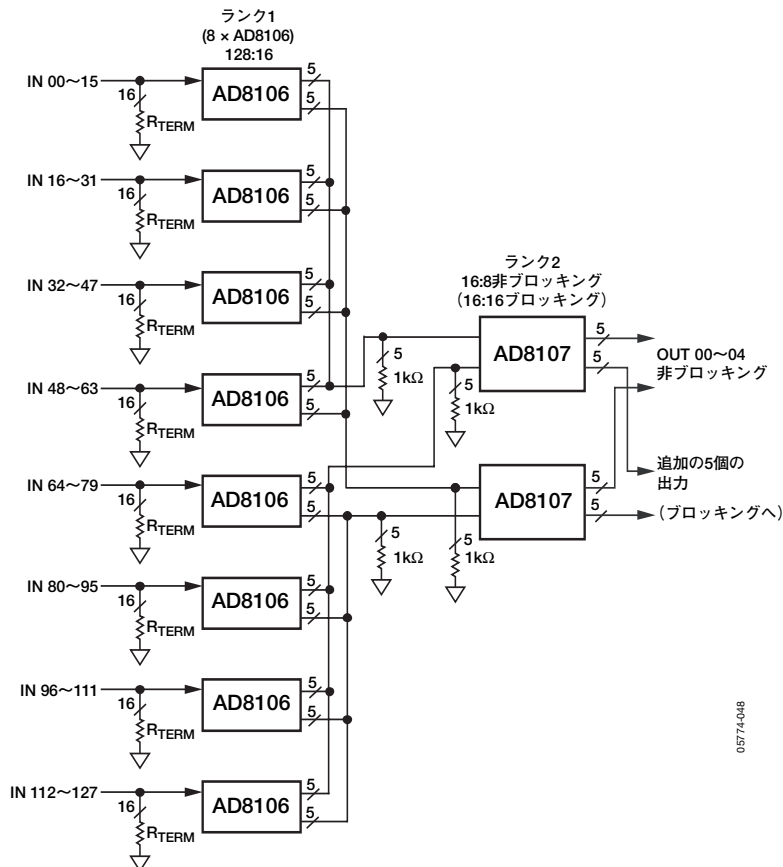 ランク1
(8 × AD8106)
128:16
IN 00～15
16
RTERM
AD8106
5
5
IN 16～31
16
RTERM
AD8106
5
5
IN 32～47
16
RTERM
AD8106
5
5
IN 48～63
16
RTERM
AD8106
5
5
IN 64～79
16
RTERM
AD8106
5
5
IN 80～95
16
RTERM
AD8106
5
5
IN 96～111
16
RTERM
AD8106
5
5
IN 112～127
16
RTERM
AD8106
5
5
ランク2
16:8非ブロッキング
(16:16ブロッキング)
5
1kΩ
5
1kΩ
AD8107
5
5
5
1kΩ
5
1kΩ
AD8107
5
5
OUT 00～04
非ブロッキング
追加の5個の
出力
(ブロッキングへ)
05774-048